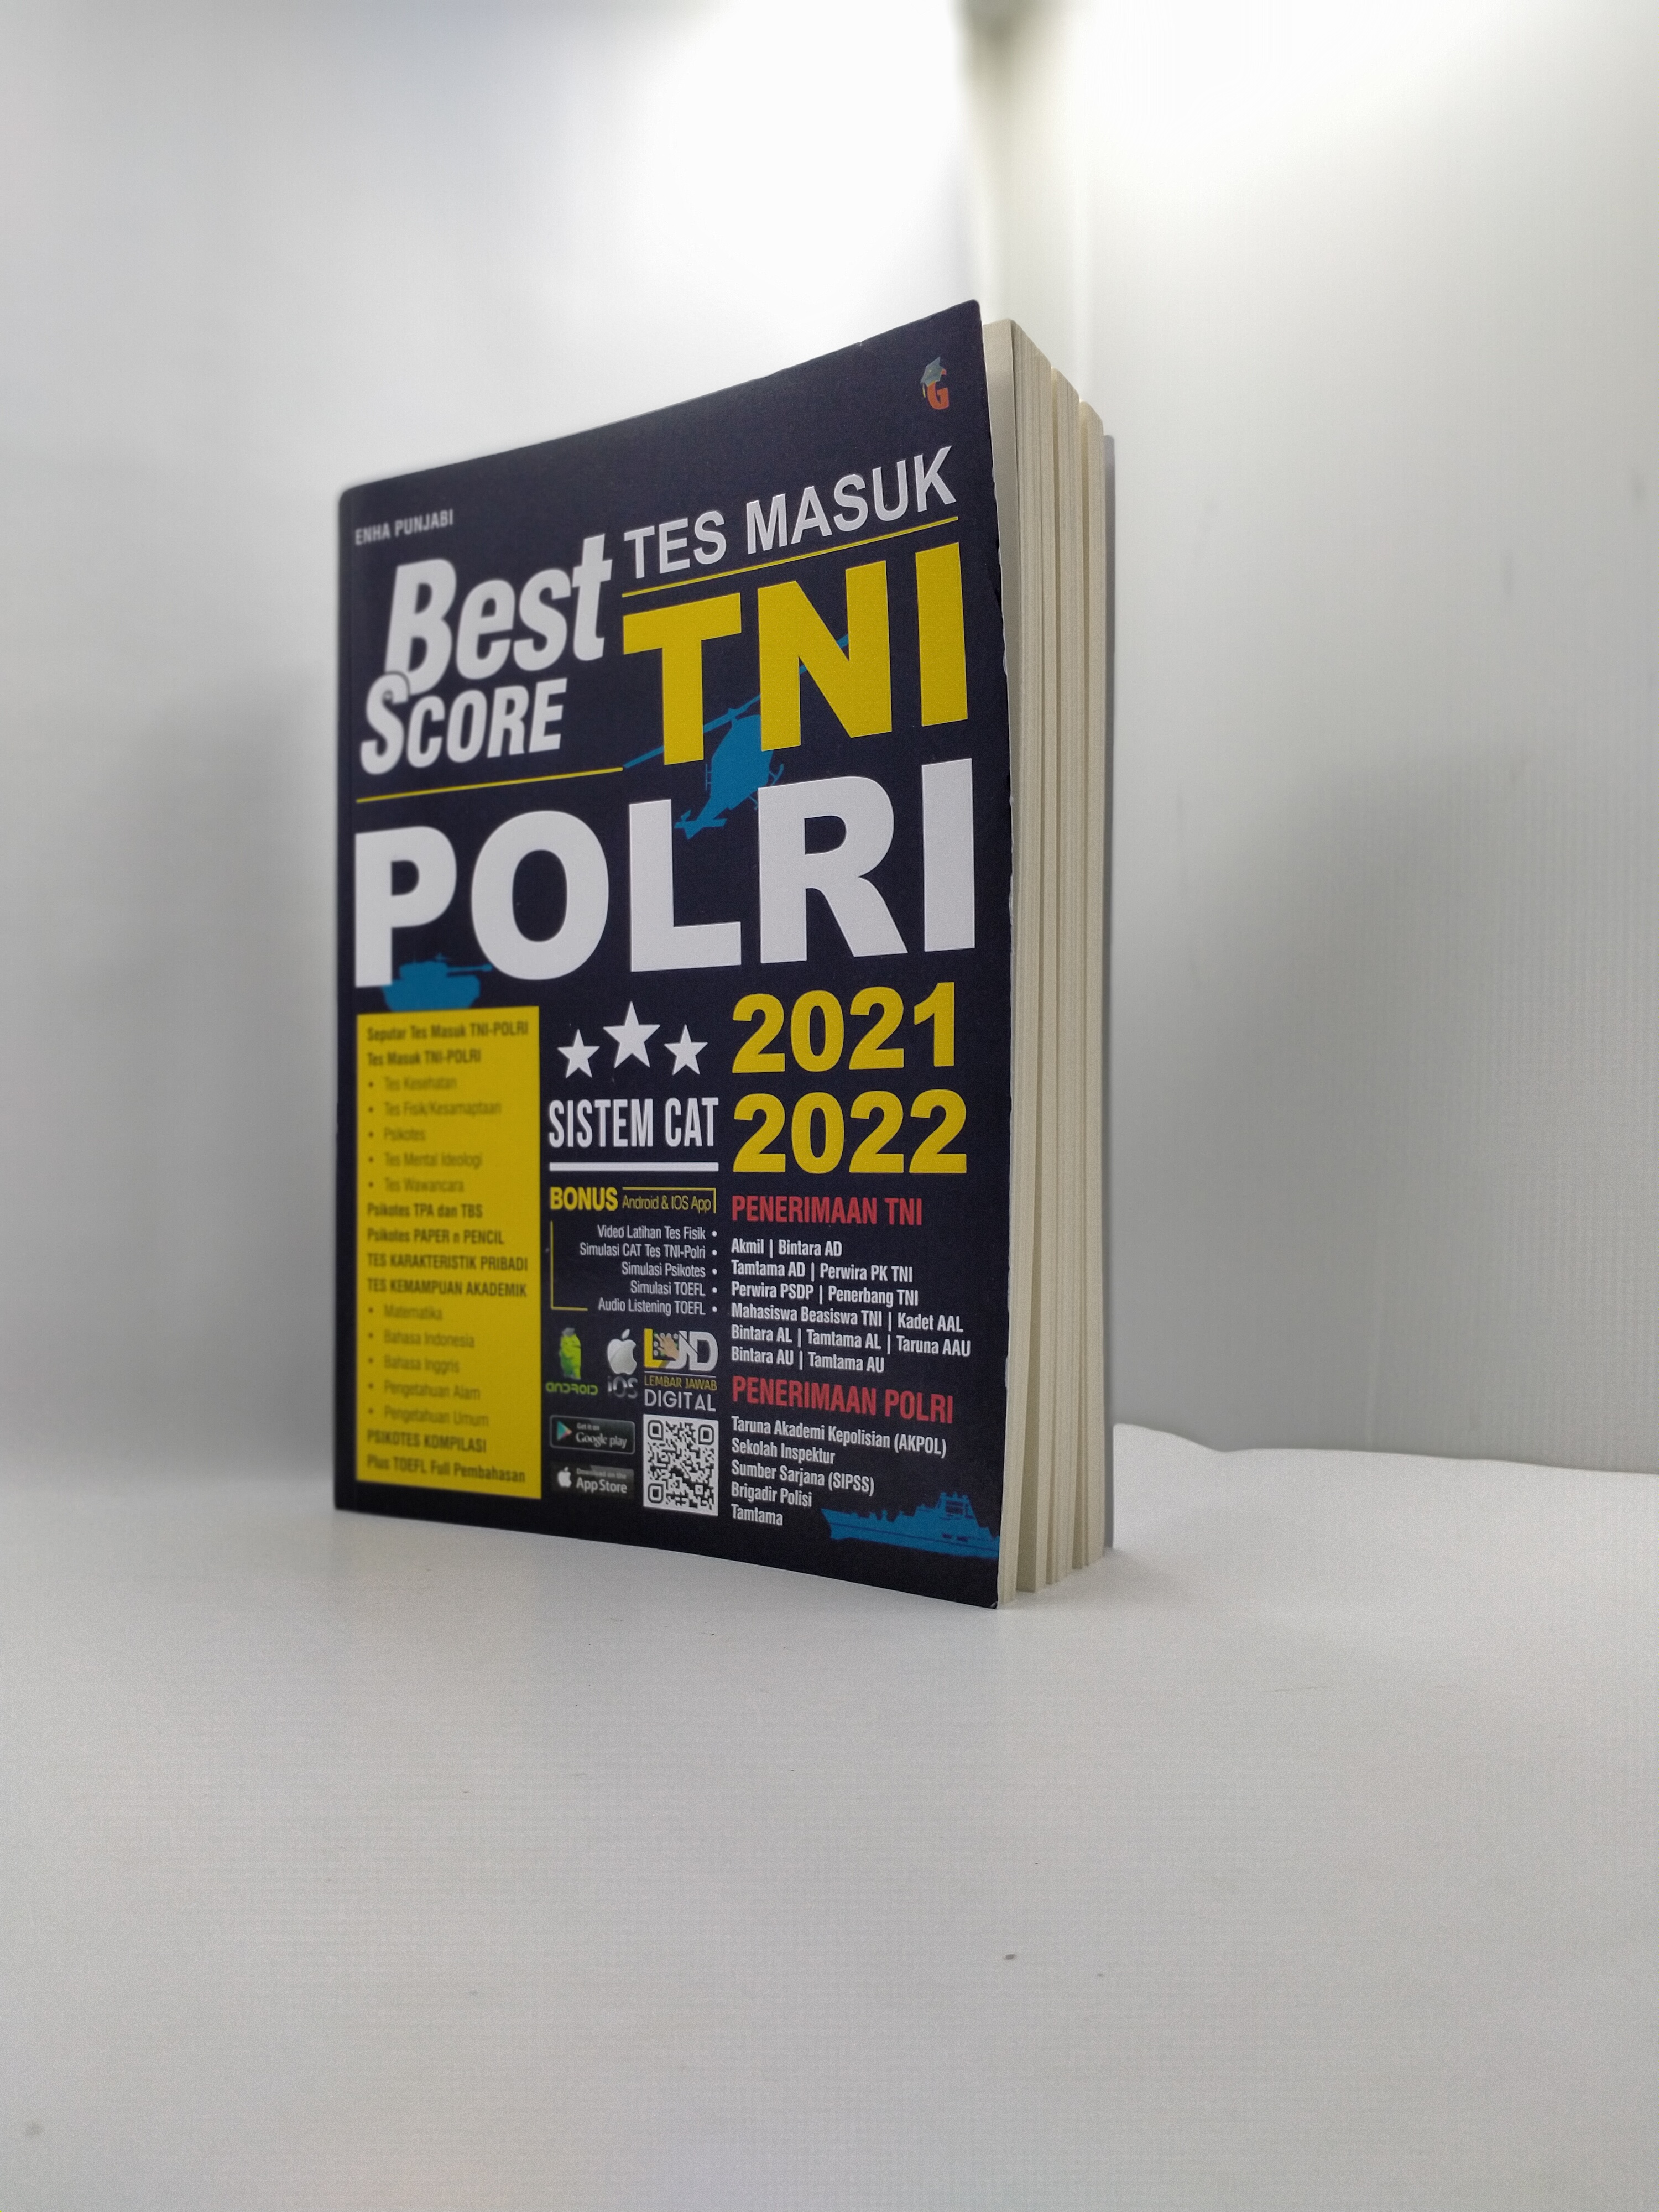 ENHA PUNJABI
Best
SCORE
TES MASUK
TNI
POLRI
2021
2022
SISTEM CAT
Seputar Tes Masuk TNI-POLRI
Tes Masuk TNI-POLRI
• Tes Kesehatan
• Tes Fisik/Kesamaptaan
• Psikotes
• Tes Mental Ideologi
• Tes Wawancara
Psikotes TPA dan TBS
Psikotes PAPER n PENCIL
TES KARAKTERISTIK PRIBADI
TES KEMAMPUAN AKADEMIK
• Matematika
• Bahasa Indonesia
• Bahasa Inggris
• Pengetahuan Alam
• Pengetahuan Umum
PSIKOTES KOMPILASI
Plus TOEFL Full Pembahasan
BONUS Android & IOS App
Video Latihan Tes Fisik •
Simulasi CAT Tes TNI-Polri •
Simulasi Psikotes •
Simulasi TOEFL •
Audio Listening TOEFL •
ANDROID
iOS
LJD
LEMBAR JAWAB
DIGITAL
Get it on
Google play
Download on the
App Store
PENERIMAAN TNI
Akmil | Bintara AD
Tamtama AD | Perwira PK TNI
Perwira PSDP | Penerbang TNI
Mahasiswa Beasiswa TNI | Kadet AAL
Bintara AL | Tamtama AL | Taruna AAU
Bintara AU | Tamtama AU
PENERIMAAN POLRI
Taruna Akademi Kepolisian (AKPOL)
Sekolah Inspektur
Sumber Sarjana (SIPSS)
Brigadir Polisi
Tamtama
G